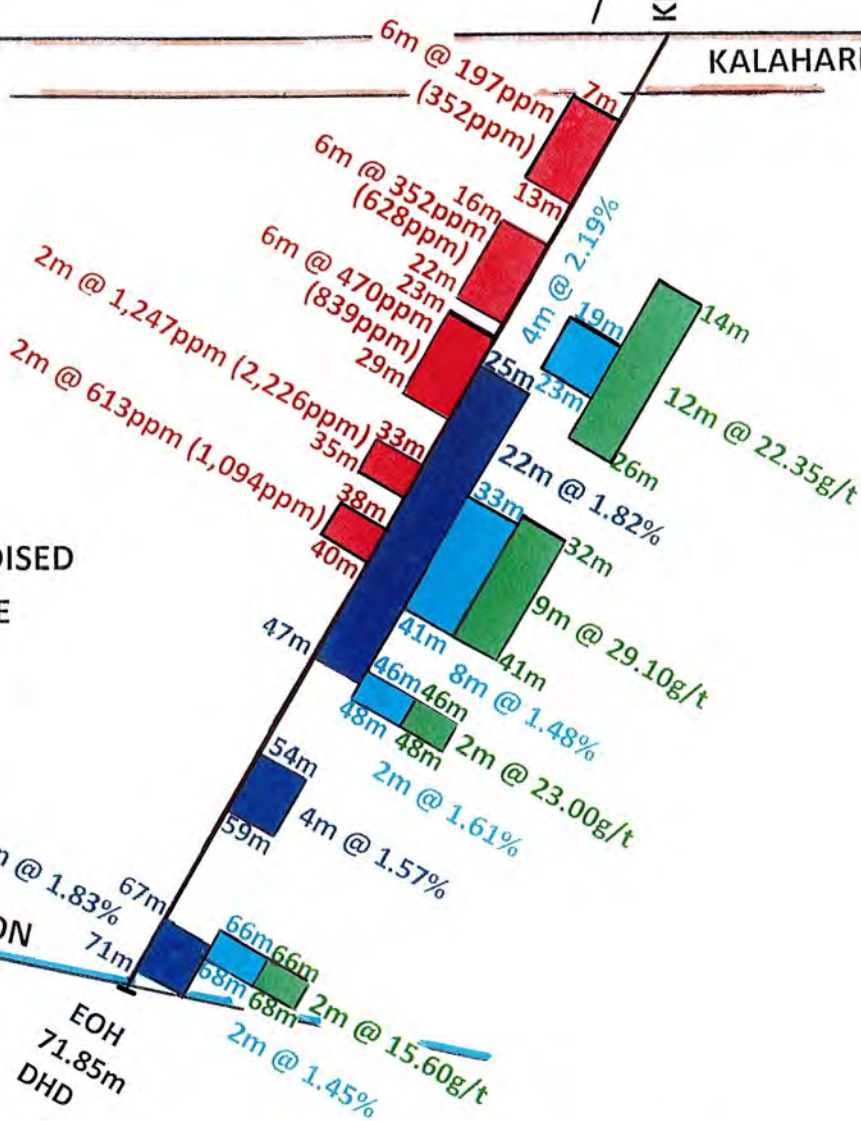 K
KALAHARI
6m @ 197ppm
(352ppm)
7m
13m
6m @ 352ppm
(628ppm)
16m
22m
6m @ 470ppm
(839ppm)
23m
29m
2m @ 1,247ppm (2,226ppm)
33m
35m
2m @ 613ppm (1,094ppm)
38m
40m
4m @ 2.19%
19m
23m
14m
12m @ 22.35g/t
26m
25m
22m @ 1.82%
47m
33m
41m
8m @ 1.48%
32m
9m @ 29.10g/t
41m
DISED
E
46m
46m
48m
48m
2m @ 23.00g/t
2m @ 1.61%
54m
59m
4m @ 1.57%
m @ 1.83%
67m
71m
ON
66m
66m
68m
68m
2m @ 15.60g/t
2m @ 1.45%
EOH
71.85m
DHD